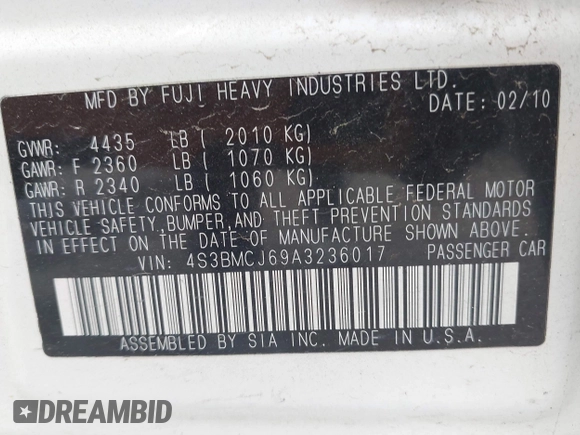 MFD BY FUJI HEAVY INDUSTRIES LTD.
DATE: 02/10
GVWR: 4435 LB ( 2010 KG)
GAWR: F 2360 LB ( 1070 KG)
GAWR: R 2340 LB ( 1060 KG)
THIS VEHICLE CONFORMS TO ALL APPLICABLE FEDERAL MOTOR
VEHICLE SAFETY, BUMPER, AND THEFT PREVENTION STANDARDS
IN EFFECT ON THE DATE OF MANUFACTURE SHOWN ABOVE.
VIN: 4S3BMCJ69A3236017 PASSENGER CAR
ASSEMBLED BY SIA INC. MADE IN U.S.A.
DREAMBID